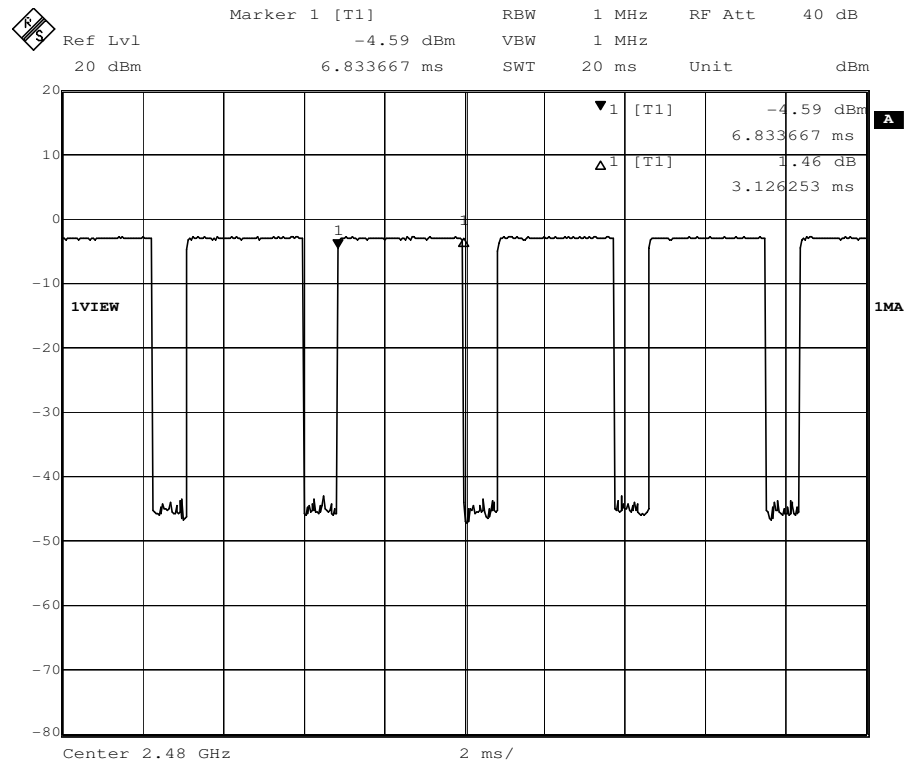 R S
Marker 1 [T1] RBW 1 MHz RF Att 40 dB
Ref Lvl -4.59 dBm VBW 1 MHz
20 dBm 6.833667 ms SWT 20 ms Unit dBm
20
1 [T1] -4.59 dBm
A
6.833667 ms
10
1 [T1] 1.46 dB
3.126253 ms
0
1
1
-10
1VIEW
1MA
-20
-30
-40
-50
-60
-70
-80
Center 2.48 GHz 2 ms/